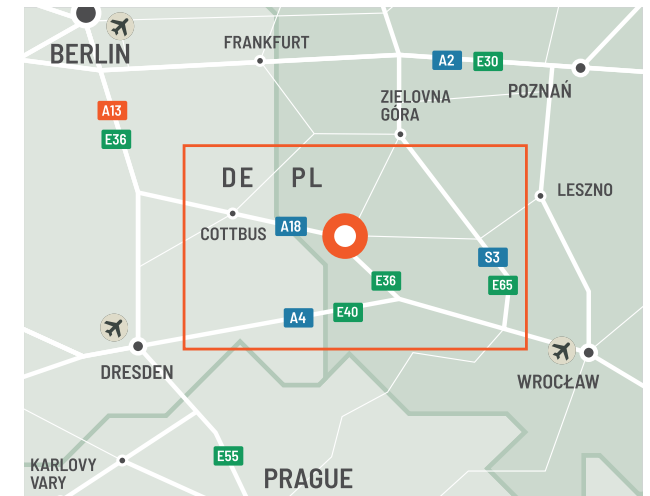 BERLIN
FRANKFURT
A2
E30
POZNAŃ
ZIELOVNA
GÓRA
A13
E36
DE
PL
LESZNO
COTTBUS
A18
S3
E36
E65
A4
E40
DRESDEN
WROCŁAW
E55
KARLOVY
VARY
PRAGUE